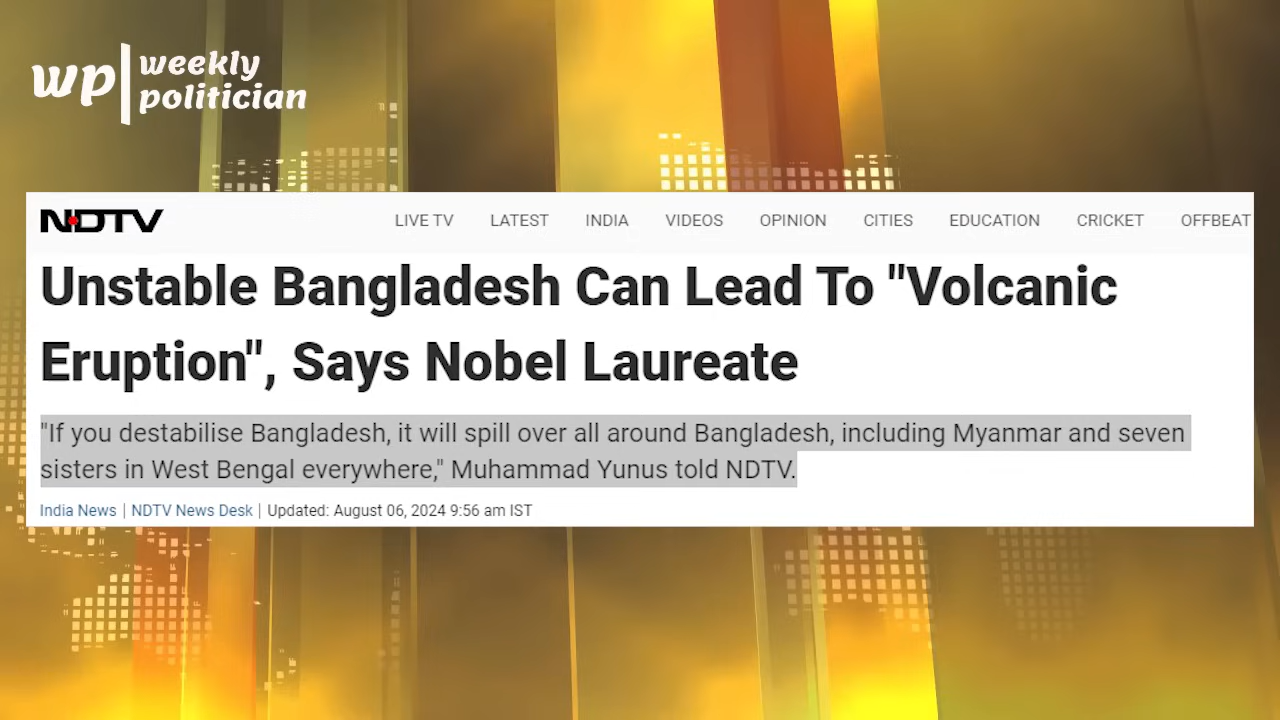 wp weekly
politician
NDTV LIVE TV LATEST INDIA VIDEOS OPINION CITIES EDUCATION CRICKET OFFBEAT
Unstable Bangladesh Can Lead To "Volcanic
Eruption", Says Nobel Laureate
"If you destabilise Bangladesh, it will spill over all around Bangladesh, including Myanmar and seven
sisters in West Bengal everywhere," Muhammad Yunus told NDTV.
India News | NDTV News Desk | Updated: August 06, 2024 9:56 am IST